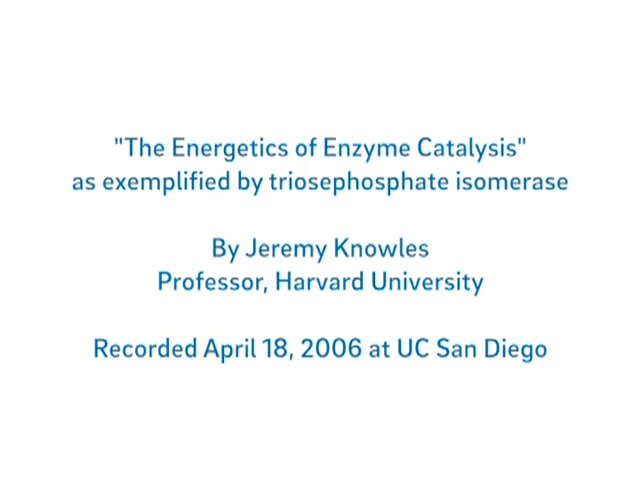 "The Energetics of Enzyme Catalysis"
as exemplified by triosephosphate isomerase
By Jeremy Knowles
Professor, Harvard University
Recorded April 18, 2006 at UC San Diego